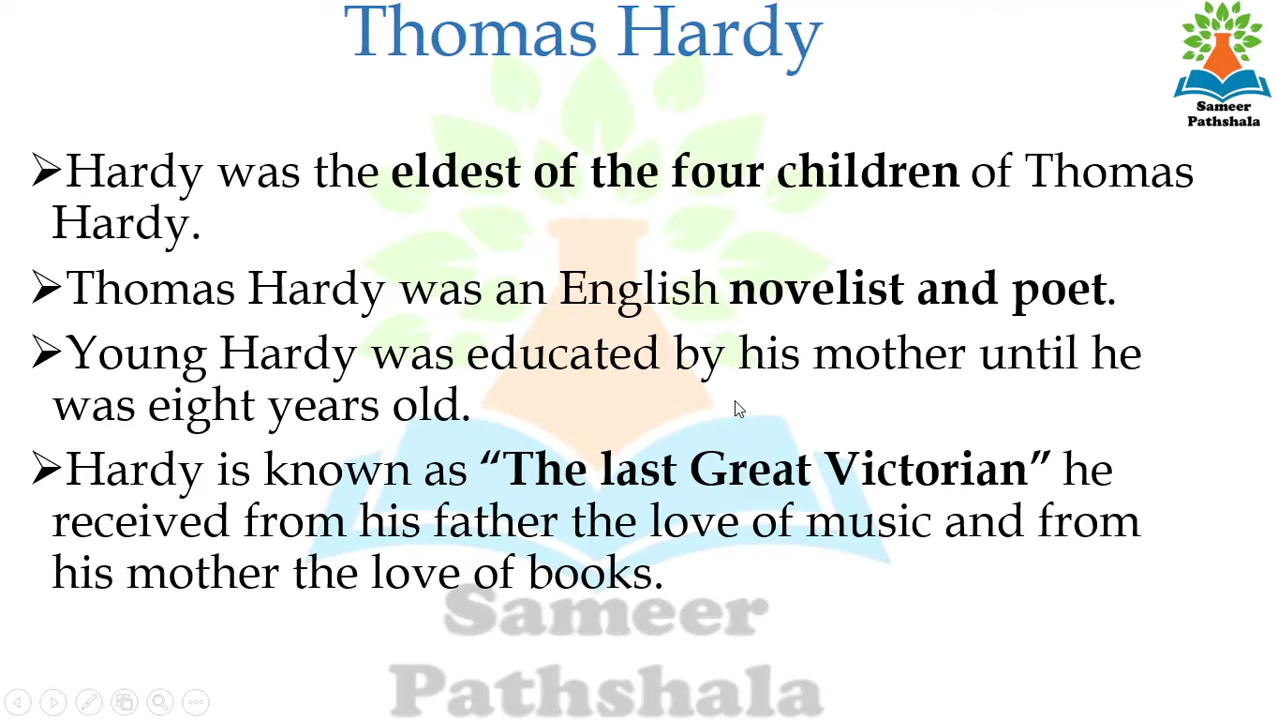 Thomas Hardy
Sameer
Pathshala
➢Hardy was the eldest of the four children of Thomas
Hardy.
➢Thomas Hardy was an English novelist and poet.
➢Young Hardy was educated by his mother until he
was eight years old.
➢Hardy is known as “The last Great Victorian” he
received from his father the love of music and from
his mother the love of books.
Sameer
Pathshala